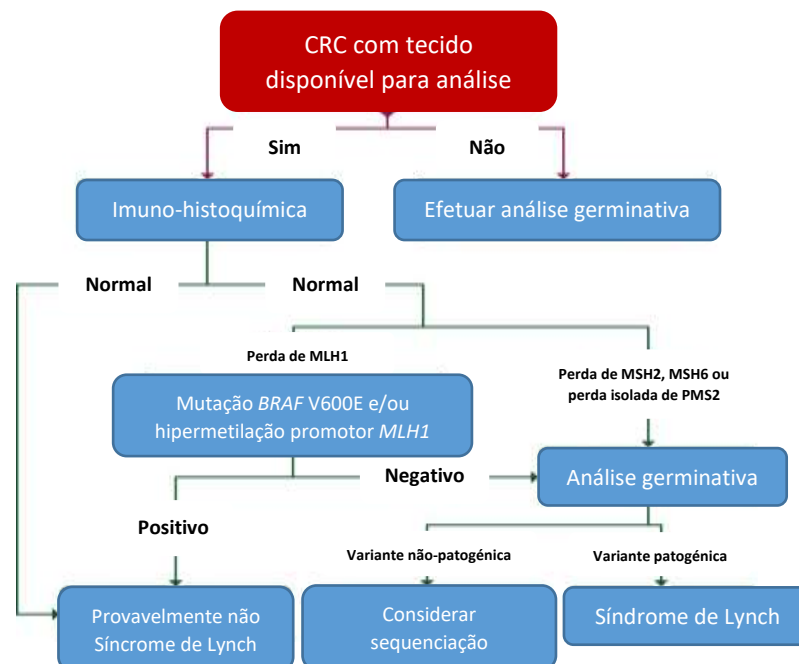 CRC com tecido
disponível para análise
Sim
Não
Imuno-histoquímica
Efetuar análise germinativa
Normal
Normal
Perda de MLH1
Perda de MSH2, MSH6 ou
perda isolada de PMS2
Mutação BRAF V600E e/ou
hipermetilação promotor MLH1
Negativo
Análise germinativa
Positivo
Variante não-patogénica
Variante patogénica
Provavelmente não
Síncrome de Lynch
Considerar
sequenciação
Síndrome de Lynch